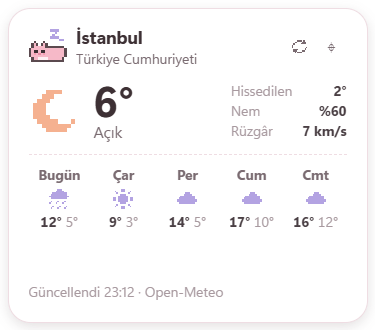 İstanbul
Türkiye Cumhuriyeti
6°
Açık
Hissedilen 2°
Nem %60
Rüzgâr 7 km/s
Bugün Çar Per Cum Cmt
12° 5° 9° 3° 14° 5° 17° 10° 16° 12°
Güncellendi 23:12 · Open-Meteo